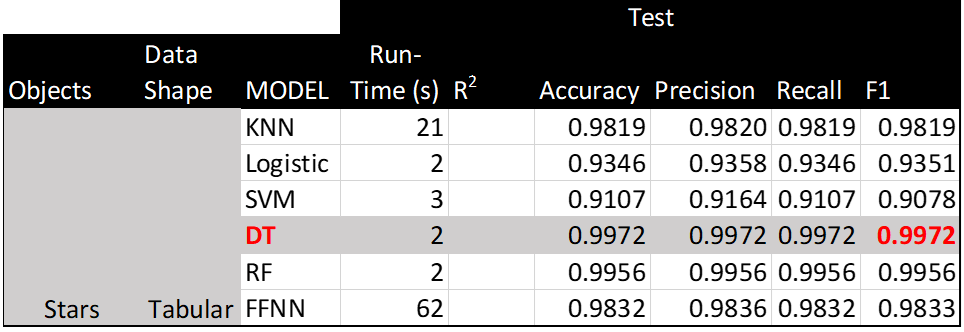 Test
Objects Data Shape MODEL Run-Time (s) R² Accuracy Precision Recall F1
KNN 21 0.9819 0.9820 0.9819 0.9819
Logistic 2 0.9346 0.9358 0.9346 0.9351
SVM 3 0.9107 0.9164 0.9107 0.9078
DT 2 0.9972 0.9972 0.9972 0.9972
RF 2 0.9956 0.9956 0.9956 0.9956
Stars Tabular FFNN 62 0.9832 0.9836 0.9832 0.9833